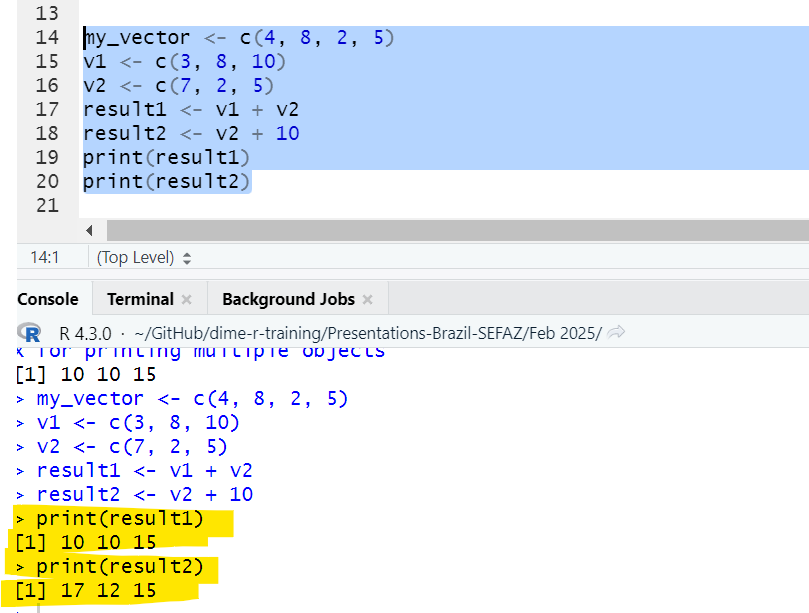 13
14 my_vector <- c(4, 8, 2, 5)
15 v1 <- c(3, 8, 10)
16 v2 <- c(7, 2, 5)
17 result1 <- v1 + v2
18 result2 <- v2 + 10
19 print(result1)
20 print(result2)
21
14:1 (Top Level)
Console Terminal Background Jobs
R R 4.3.0 · ~/GitHub/dime-r-training/Presentations-Brazil-SEFAZ/Feb 2025/
k for printing multiple objects
[1] 10 10 15
> my_vector <- c(4, 8, 2, 5)
> v1 <- c(3, 8, 10)
> v2 <- c(7, 2, 5)
> result1 <- v1 + v2
> result2 <- v2 + 10
> print(result1)
[1] 10 10 15
> print(result2)
[1] 17 12 15